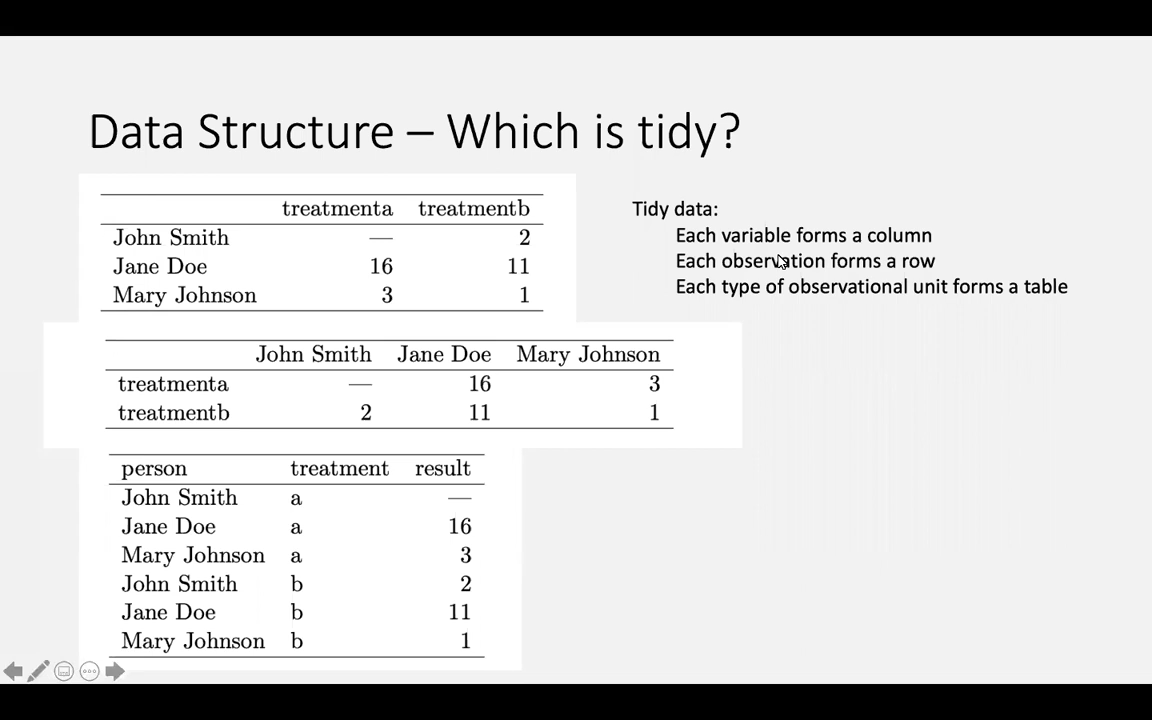 Data Structure – Which is tidy?
treatmenta treatmentb
John Smith — 2
Jane Doe 16 11
Mary Johnson 3 1
Tidy data:
Each variable forms a column
Each observation forms a row
Each type of observational unit forms a table
John Smith Jane Doe Mary Johnson
treatmenta — 16 3
treatmentb 2 11 1
person treatment result
John Smith a —
Jane Doe a 16
Mary Johnson a 3
John Smith b 2
Jane Doe b 11
Mary Johnson b 1